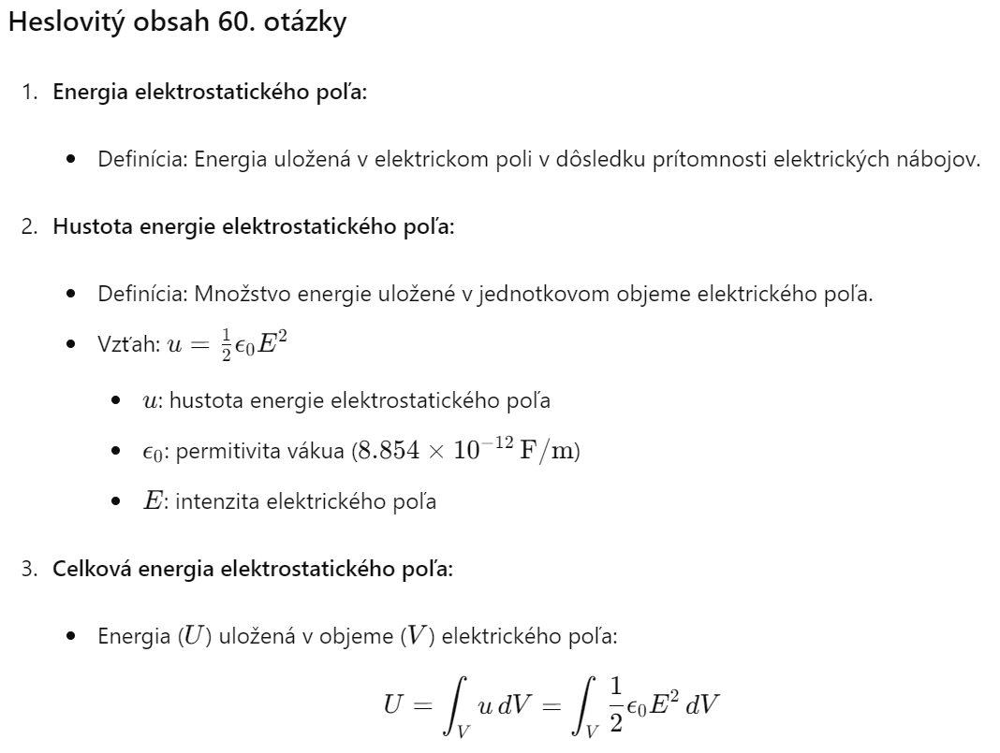 Heslovitý obsah 60. otázky
1. Energia elektrostatického poľa:
• Definícia: Energia uložená v elektrickom poli v dôsledku prítomnosti elektrických nábojov.
2. Hustota energie elektrostatického poľa:
• Definícia: Množstvo energie uložené v jednotkovom objeme elektrického poľa.
• Vzťah: $u = \frac{1}{2}\epsilon_0 E^2$
• $u$: hustota energie elektrostatického poľa
• $\epsilon_0$: permitivita vákua ($8.854 \times 10^{-12}\,\mathrm{F/m}$)
• $E$: intenzita elektrického poľa
3. Celková energia elektrostatického poľa:
• Energia ($U$) uložená v objeme ($V$) elektrického poľa:
$U = \int_V u\,dV = \int_V \frac{1}{2}\epsilon_0 E^2\,dV$